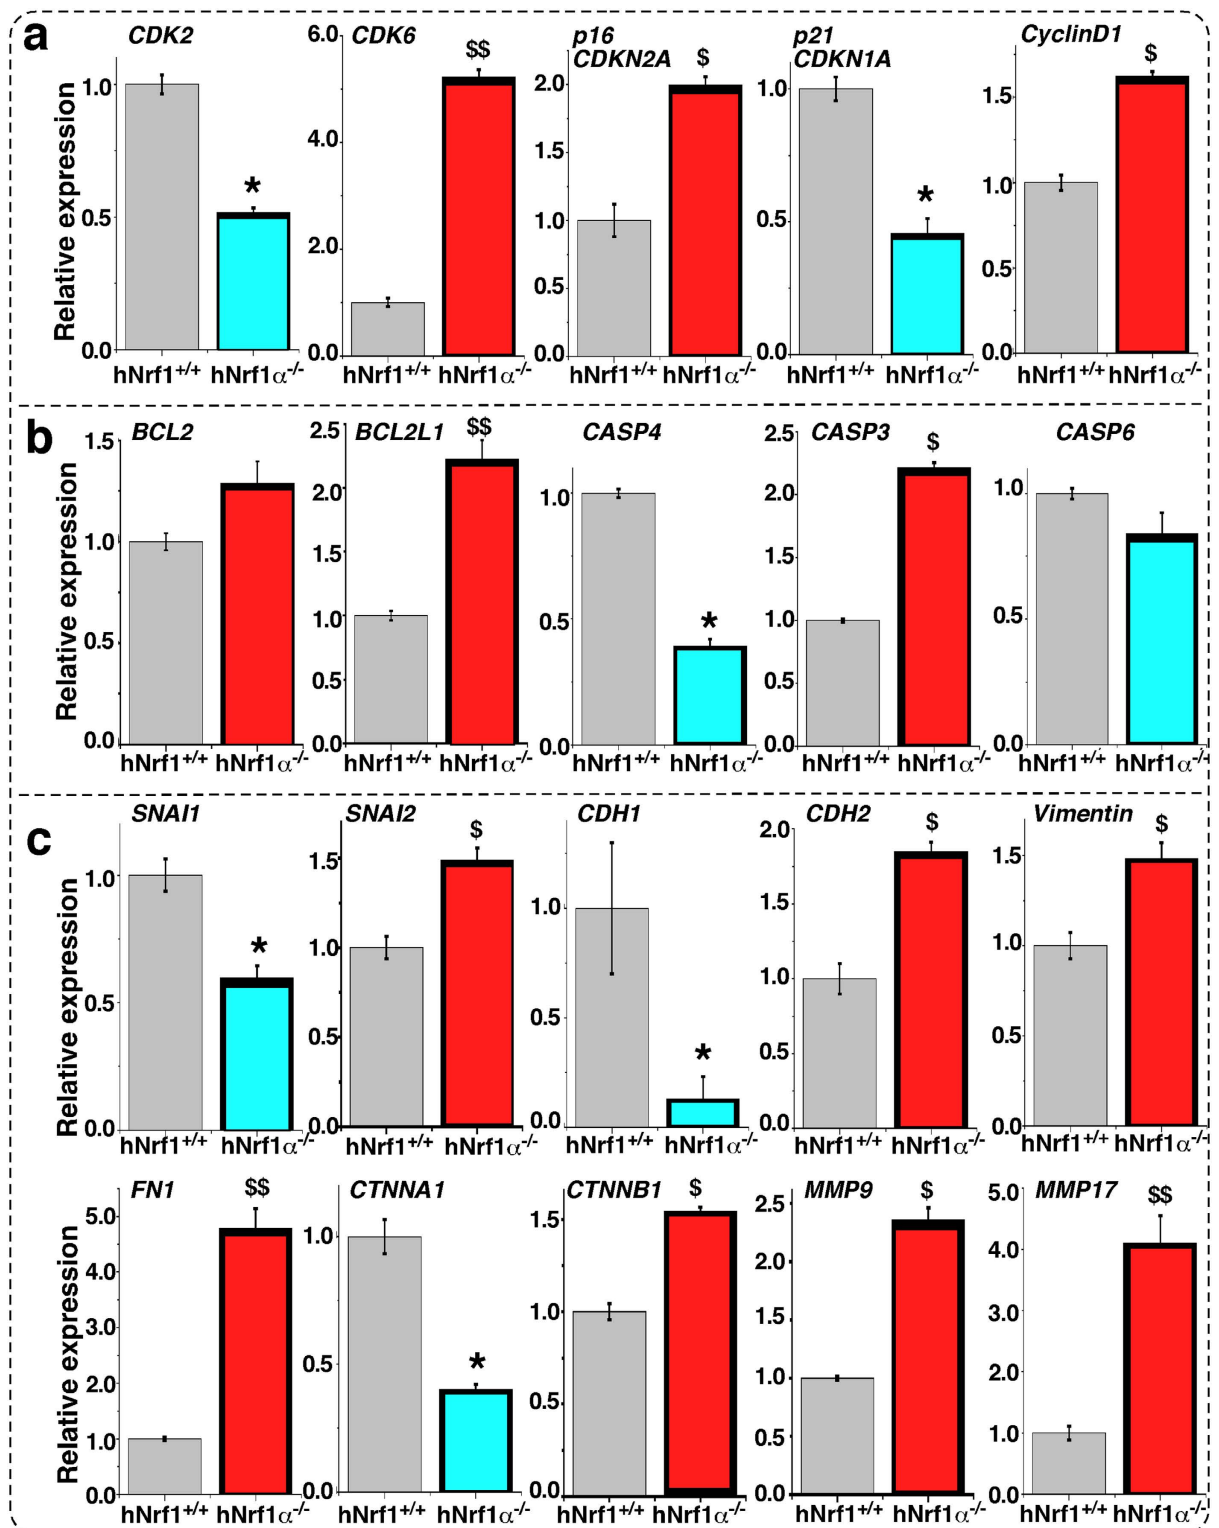 a
CDK2
CDK6
p16
CDKN2A
p21
CDKN1A
CyclinD1
Relative expression
1.0
0.5
0.0
*
hNrf1+/+ hNrf1α-/-
6.0
4.0
2.0
0.0
$$
hNrf1+/+ hNrf1α-/-
2.0
1.5
1.0
0.5
0.0
$
hNrf1+/+ hNrf1α-/-
1.0
0.5
0.0
*
hNrf1+/+ hNrf1α-/-
1.5
1.0
0.5
0.0
$
hNrf1+/+ hNrf1α-/-
b
BCL2
BCL2L1
CASP4
CASP3
CASP6
Relative expression
1.5
1.0
0.5
0.0
hNrf1+/+ hNrf1α-/-
2.5
2.0
1.5
1.0
0.5
0.0
$$
hNrf1+/+ hNrf1α-/-
1.0
0.5
0.0
*
hNrf1+/+ hNrf1α-/-
2.5
2.0
1.5
1.0
0.5
0.0
$
hNrf1+/+ hNrf1α-/-
1.0
0.5
0.0
hNrf1+/+ hNrf1α-/-
c
SNAI1
SNAI2
CDH1
CDH2
Vimentin
Relative expression
1.0
0.5
0.0
*
hNrf1+/+ hNrf1α-/-
1.5
1.0
0.5
0.0
$
hNrf1+/+ hNrf1α-/-
1.0
0.5
0.0
*
hNrf1+/+ hNrf1α-/-
2.0
1.5
1.0
0.5
0.0
$
hNrf1+/+ hNrf1α-/-
1.5
1.0
0.5
0.0
$
hNrf1+/+ hNrf1α-/-
FN1
CTNNA1
CTNNB1
MMP9
MMP17
Relative expression
5.0
4.0
3.0
2.0
1.0
0.0
$$
hNrf1+/+ hNrf1α-/-
1.0
0.5
0.0
*
hNrf1+/+ hNrf1α-/-
1.5
1.0
0.5
0.0
$
hNrf1+/+ hNrf1α-/-
2.5
2.0
1.5
1.0
0.5
0.0
$
hNrf1+/+ hNrf1α-/-
5.0
4.0
3.0
2.0
1.0
0.0
$$
hNrf1+/+ hNrf1α-/-